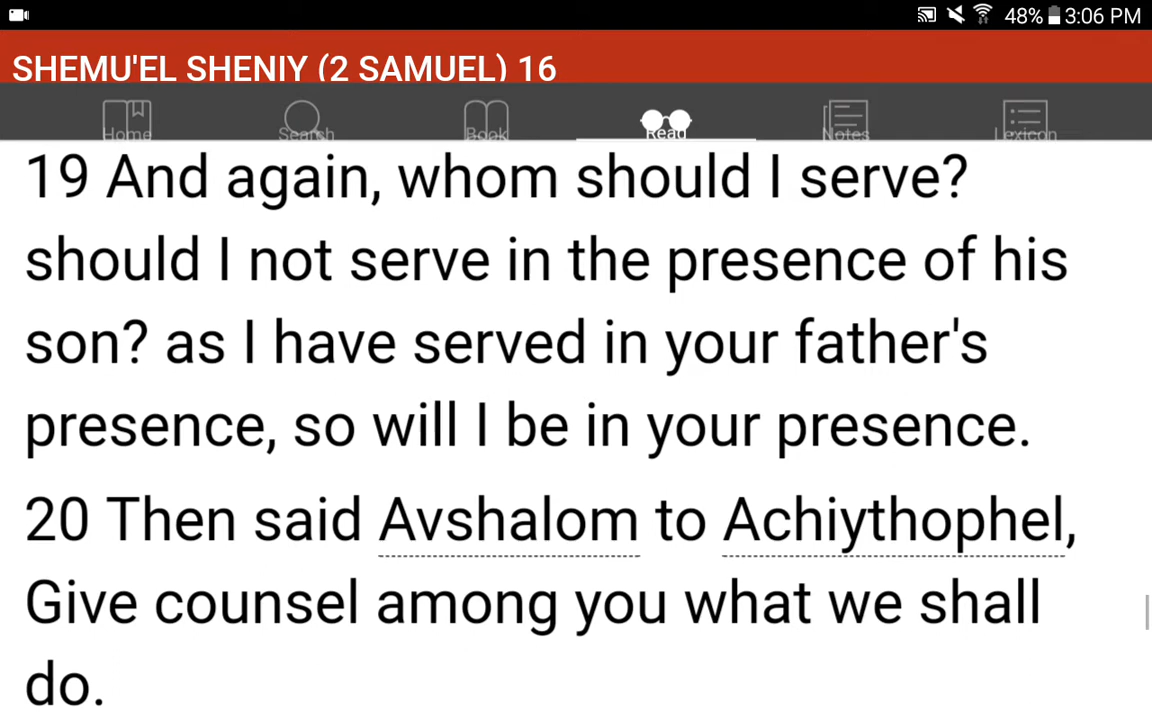 48% 3:06 PM
SHEMU'EL SHENIY (2 SAMUEL) 16
Home Search Book Read Notes Lexicon
19 And again, whom should I serve?
should I not serve in the presence of his
son? as I have served in your father's
presence, so will I be in your presence.
20 Then said Avshalom to Achiythophel,
Give counsel among you what we shall
do.